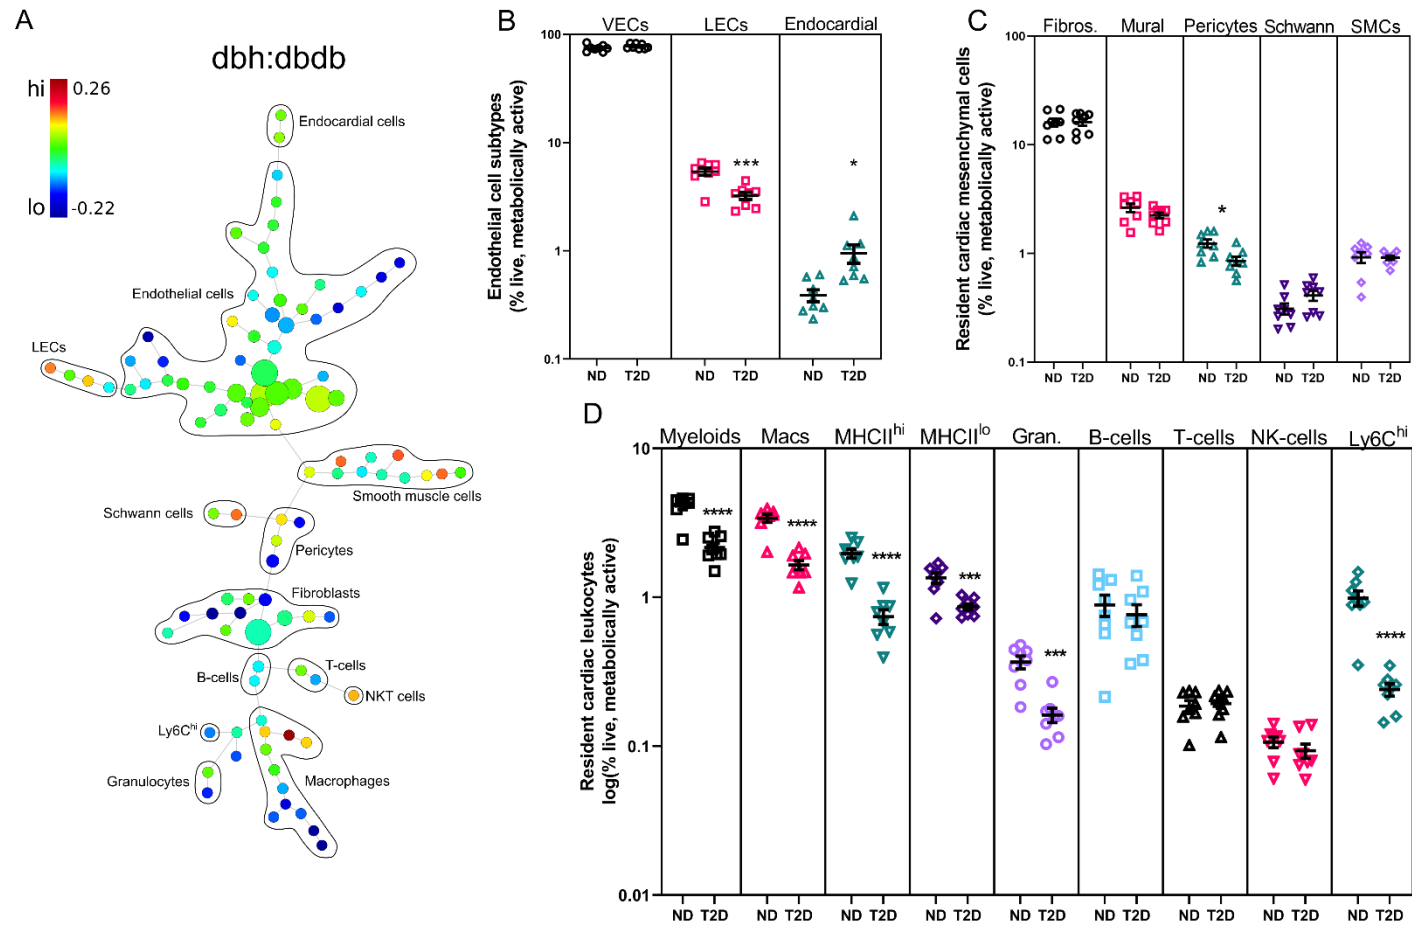 A
dbh:dbdb
hi
0.26
lo
-0.22
Endocardial cells
Endothelial cells
LECs
Smooth muscle cells
Schwann cells
Pericytes
Fibroblasts
T-cells
B-cells
NKT cells
Ly6Chi
Granulocytes
Macrophages
B
VECs LECs Endocardial
Endothelial cell subtypes
(% live, metabolically active)
100
10
1
0.1
***
*
ND T2D ND T2D ND T2D
C
Fibros. Mural Pericytes Schwann SMCs
Resident cardiac mesenchymal cells
(% live, metabolically active)
100
10
1
0.1
*
ND T2D ND T2D ND T2D ND T2D ND T2D
D
Myeloids Macs MHCIIhi MHCIIlo Gran. B-cells T-cells NK-cells Ly6Chi
Resident cardiac leukocytes
log(% live, metabolically active)
10
1
0.1
0.01
**** **** **** *** *** ****
ND T2D ND T2D ND T2D ND T2D ND T2D ND T2D ND T2D ND T2D ND T2D